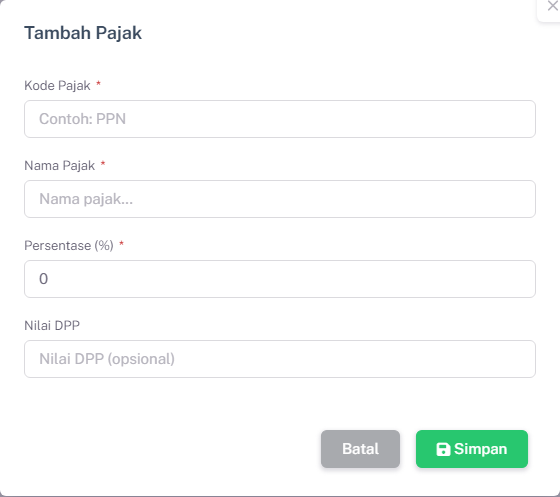 Tambah Pajak
Kode Pajak *
Contoh: PPN
Nama Pajak *
Nama pajak...
Persentase (%) *
0
Nilai DPP
Nilai DPP (opsional)
Batal
Simpan